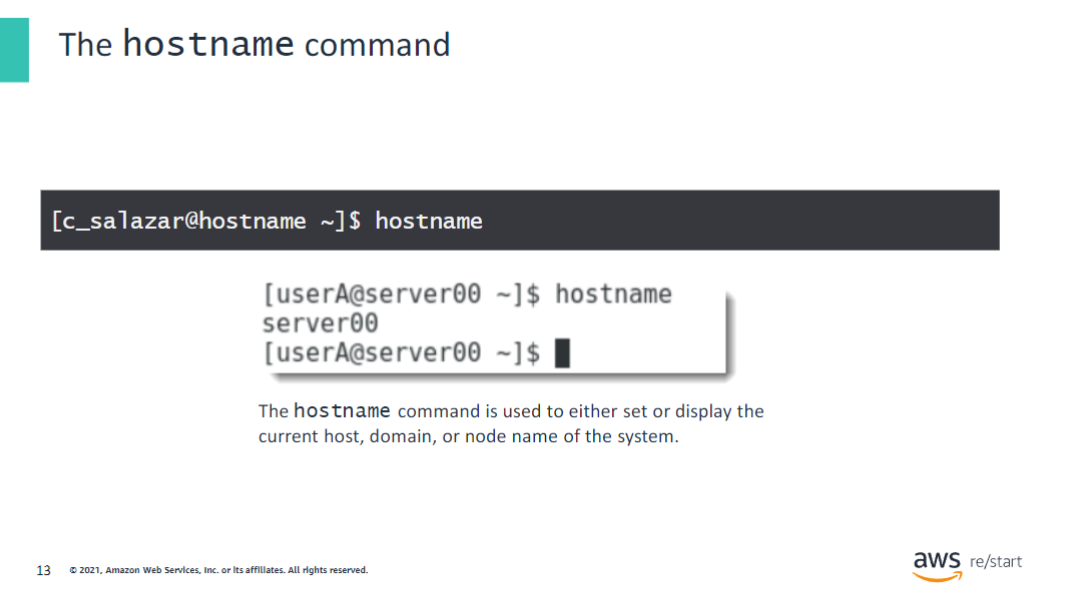 The hostname command
[c_salazar@hostname ~]$ hostname
[userA@server00 ~]$ hostname
server00
[userA@server00 ~]$
The hostname command is used to either set or display the
current host, domain, or node name of the system.
13 © 2021, Amazon Web Services, Inc. or its affiliates. All rights reserved.
aws re/start